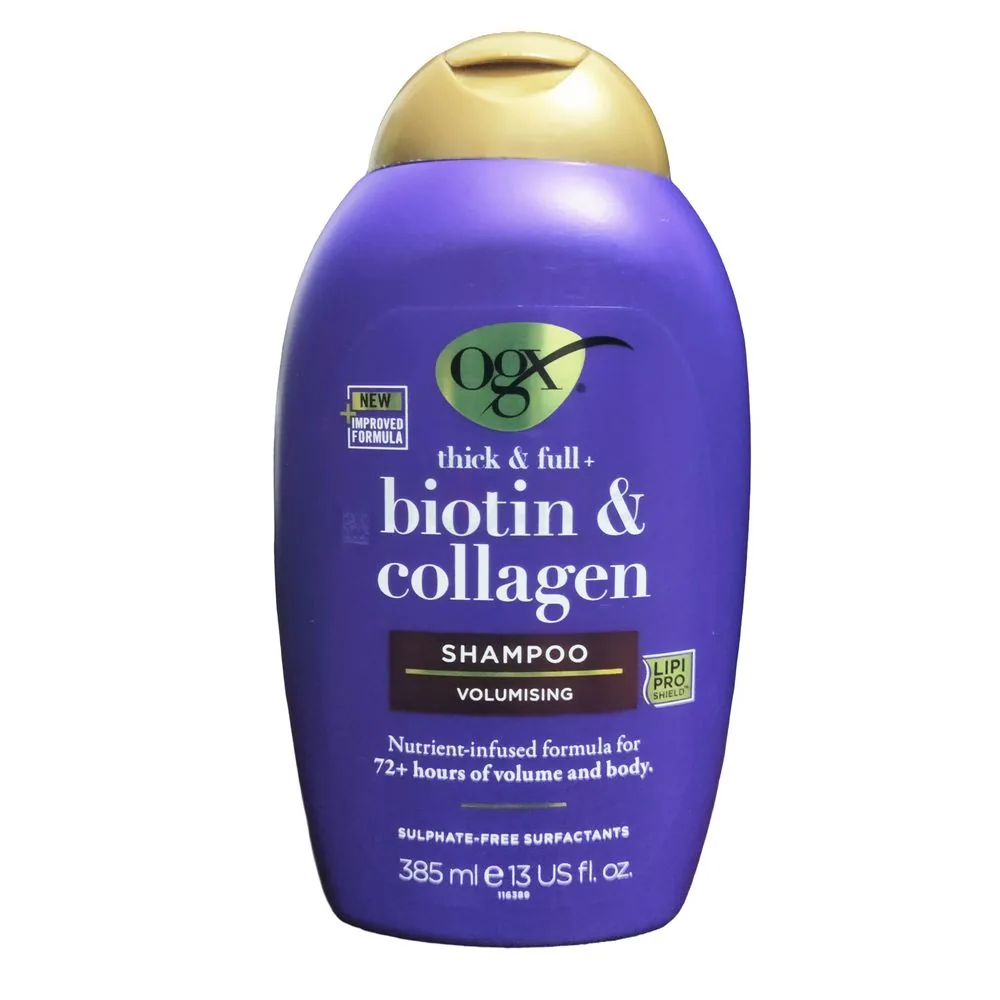 ogx
NEW
+ IMPROVED
FORMULA
thick & full+
biotin &
collagen
SHAMPOO
VOLUMISING
LIPI
PRO
SHIELD™
Nutrient-infused formula for
72+ hours of volume and body.
SULPHATE-FREE SURFACTANTS
385 ml e 13 US fl. oz.
116389